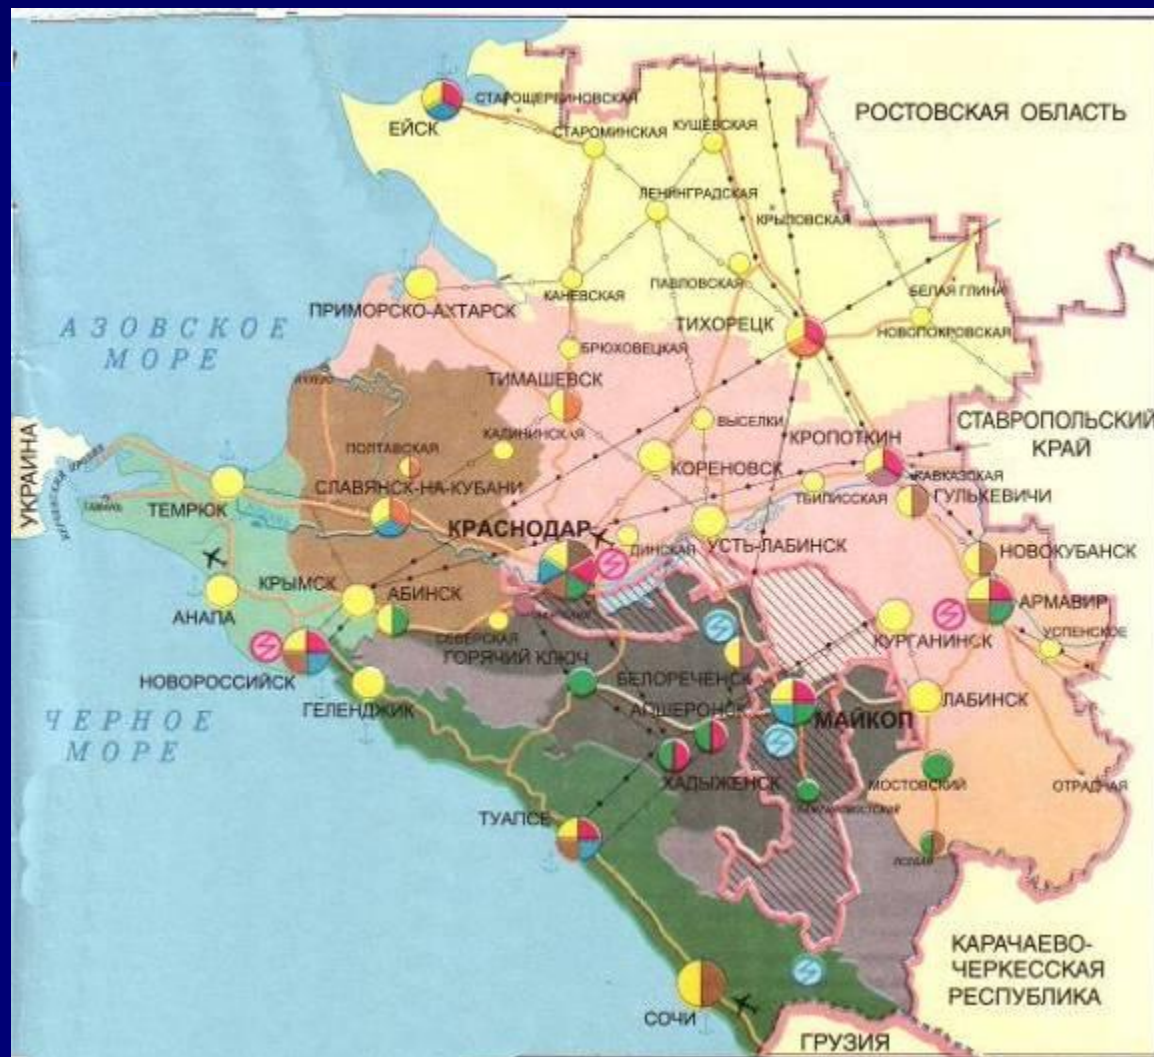 РОСТОВСКАЯ ОБЛАСТЬ
СТАРОЩЕРБИНОВСКАЯ
ЕЙСК
СТАРОМИНСКАЯ
КУЩЁВСКАЯ
ЛЕНИНГРАДСКАЯ
КРЫЛОВСКАЯ
ПАВЛОВСКАЯ
КАНЕВСКАЯ
БЕЛАЯ ГЛИНА
ПРИМОРСКО-АХТАРСК
АЗОВСКОЕ
МОРЕ
ТИХОРЕЦК
НОВОПОКРОВСКАЯ
БРЮХОВЕЦКАЯ
ТИМАШЕВСК
ВЫСЕЛКИ
СТАВРОПОЛЬСКИЙ
КРАЙ
КАЛИНИНСКАЯ
КРОПОТКИН
ПОЛТАВСКАЯ
КОРЕНОВСК
КАВКАЗСКАЯ
УКРАИНА
СЛАВЯНСК-НА-КУБАНИ
ТБИЛИССКАЯ
ГУЛЬКЕВИЧИ
ТЕМРЮК
КРАСНОДАР
ДИНСКАЯ
УСТЬ-ЛАБИНСК
НОВОКУБАНСК
КРЫМСК
АБИНСК
АНАПА
АРМАВИР
СЕВЕРСКАЯ
КУРГАНИНСК
УСПЕНСКОЕ
ГОРЯЧИЙ КЛЮЧ
БЕЛОРЕЧЕНСК
НОВОРОССИЙСК
ГЕЛЕНДЖИК
АПШЕРОНСК
МАЙКОП
ЛАБИНСК
ЧЕРНОЕ
МОРЕ
ХАДЫЖЕНСК
МОСТОВСКИЙ
ОТРАДНАЯ
ТУАПСЕ
КАРАЧАЕВО-
ЧЕРКЕССКАЯ
РЕСПУБЛИКА
СОЧИ
ГРУЗИЯ